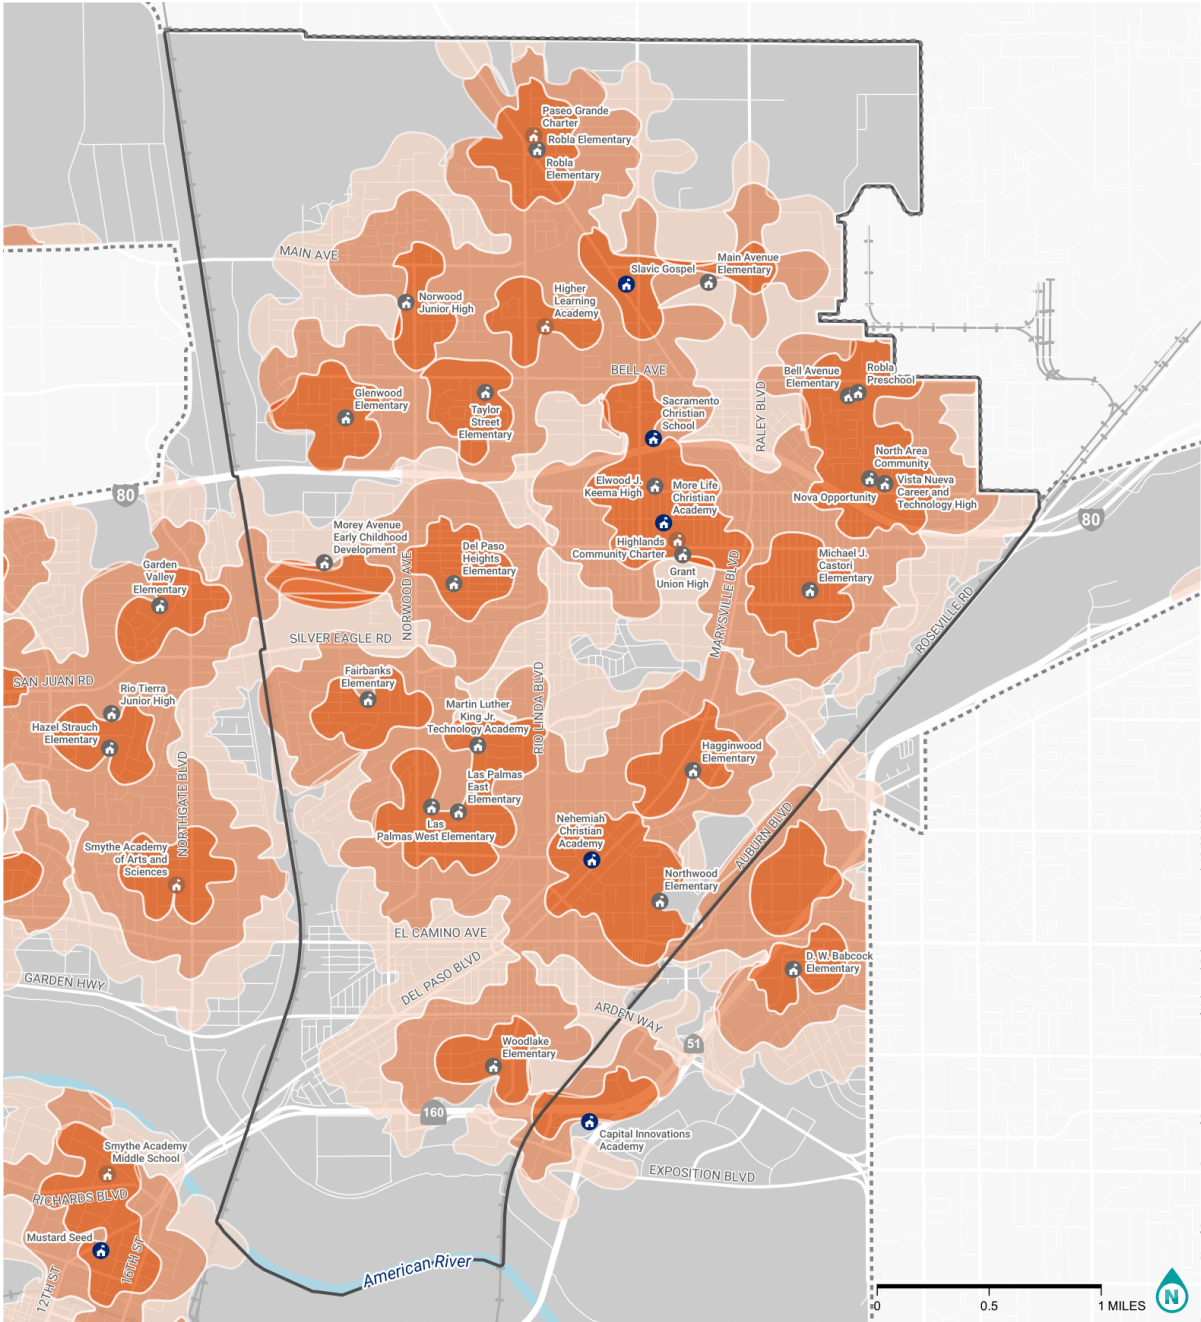 Paseo Grande
Charter
Robla Elementary
Robla
Elementary
MAIN AVE
Slavic Gospel
Main Avenue
Elementary
Norwood
Junior High
Higher
Learning
Academy
BELL AVE
Bell Avenue
Elementary
Robla
Preschool
RALEY BLVD
Glenwood
Elementary
Taylor
Street
Elementary
Sacramento
Christian
School
North Area
Community
Vista Nueva
Career and
Technology High
Nova Opportunity
Elwood J.
Keema High
More Life
Christian
Academy
80
80
Morey Avenue
Early Childhood
Development
Highlands
Community Charter
Grant
Union High
Del Paso
Heights
Elementary
Michael J.
Castori
Elementary
Garden
Valley
Elementary
NORWOOD AVE
MARYSVILLE BLVD
ROSEVILLE RD
SILVER EAGLE RD
SAN JUAN RD
Rio Tierra
Junior High
Hazel Strauch
Elementary
Fairbanks
Elementary
Martin Luther
King Jr.
Technology Academy
RIO LINDA BLVD
Hagginwood
Elementary
NORTHGATE BLVD
Las Palmas
East
Elementary
Las
Palmas West Elementary
Nehemiah
Christian
Academy
AUBURN BLVD
Smythe Academy
of Arts and
Sciences
Northwood
Elementary
EL CAMINO AVE
DEL PASO BLVD
D. W. Babcock
Elementary
GARDEN HWY
ARDEN WAY
51
Woodlake
Elementary
160
Capital Innovations
Academy
Smythe Academy
Middle School
EXPOSITION BLVD
RICHARDS BLVD
Mustard Seed
16TH ST
12TH ST
American River
0
0.5
1 MILES
N